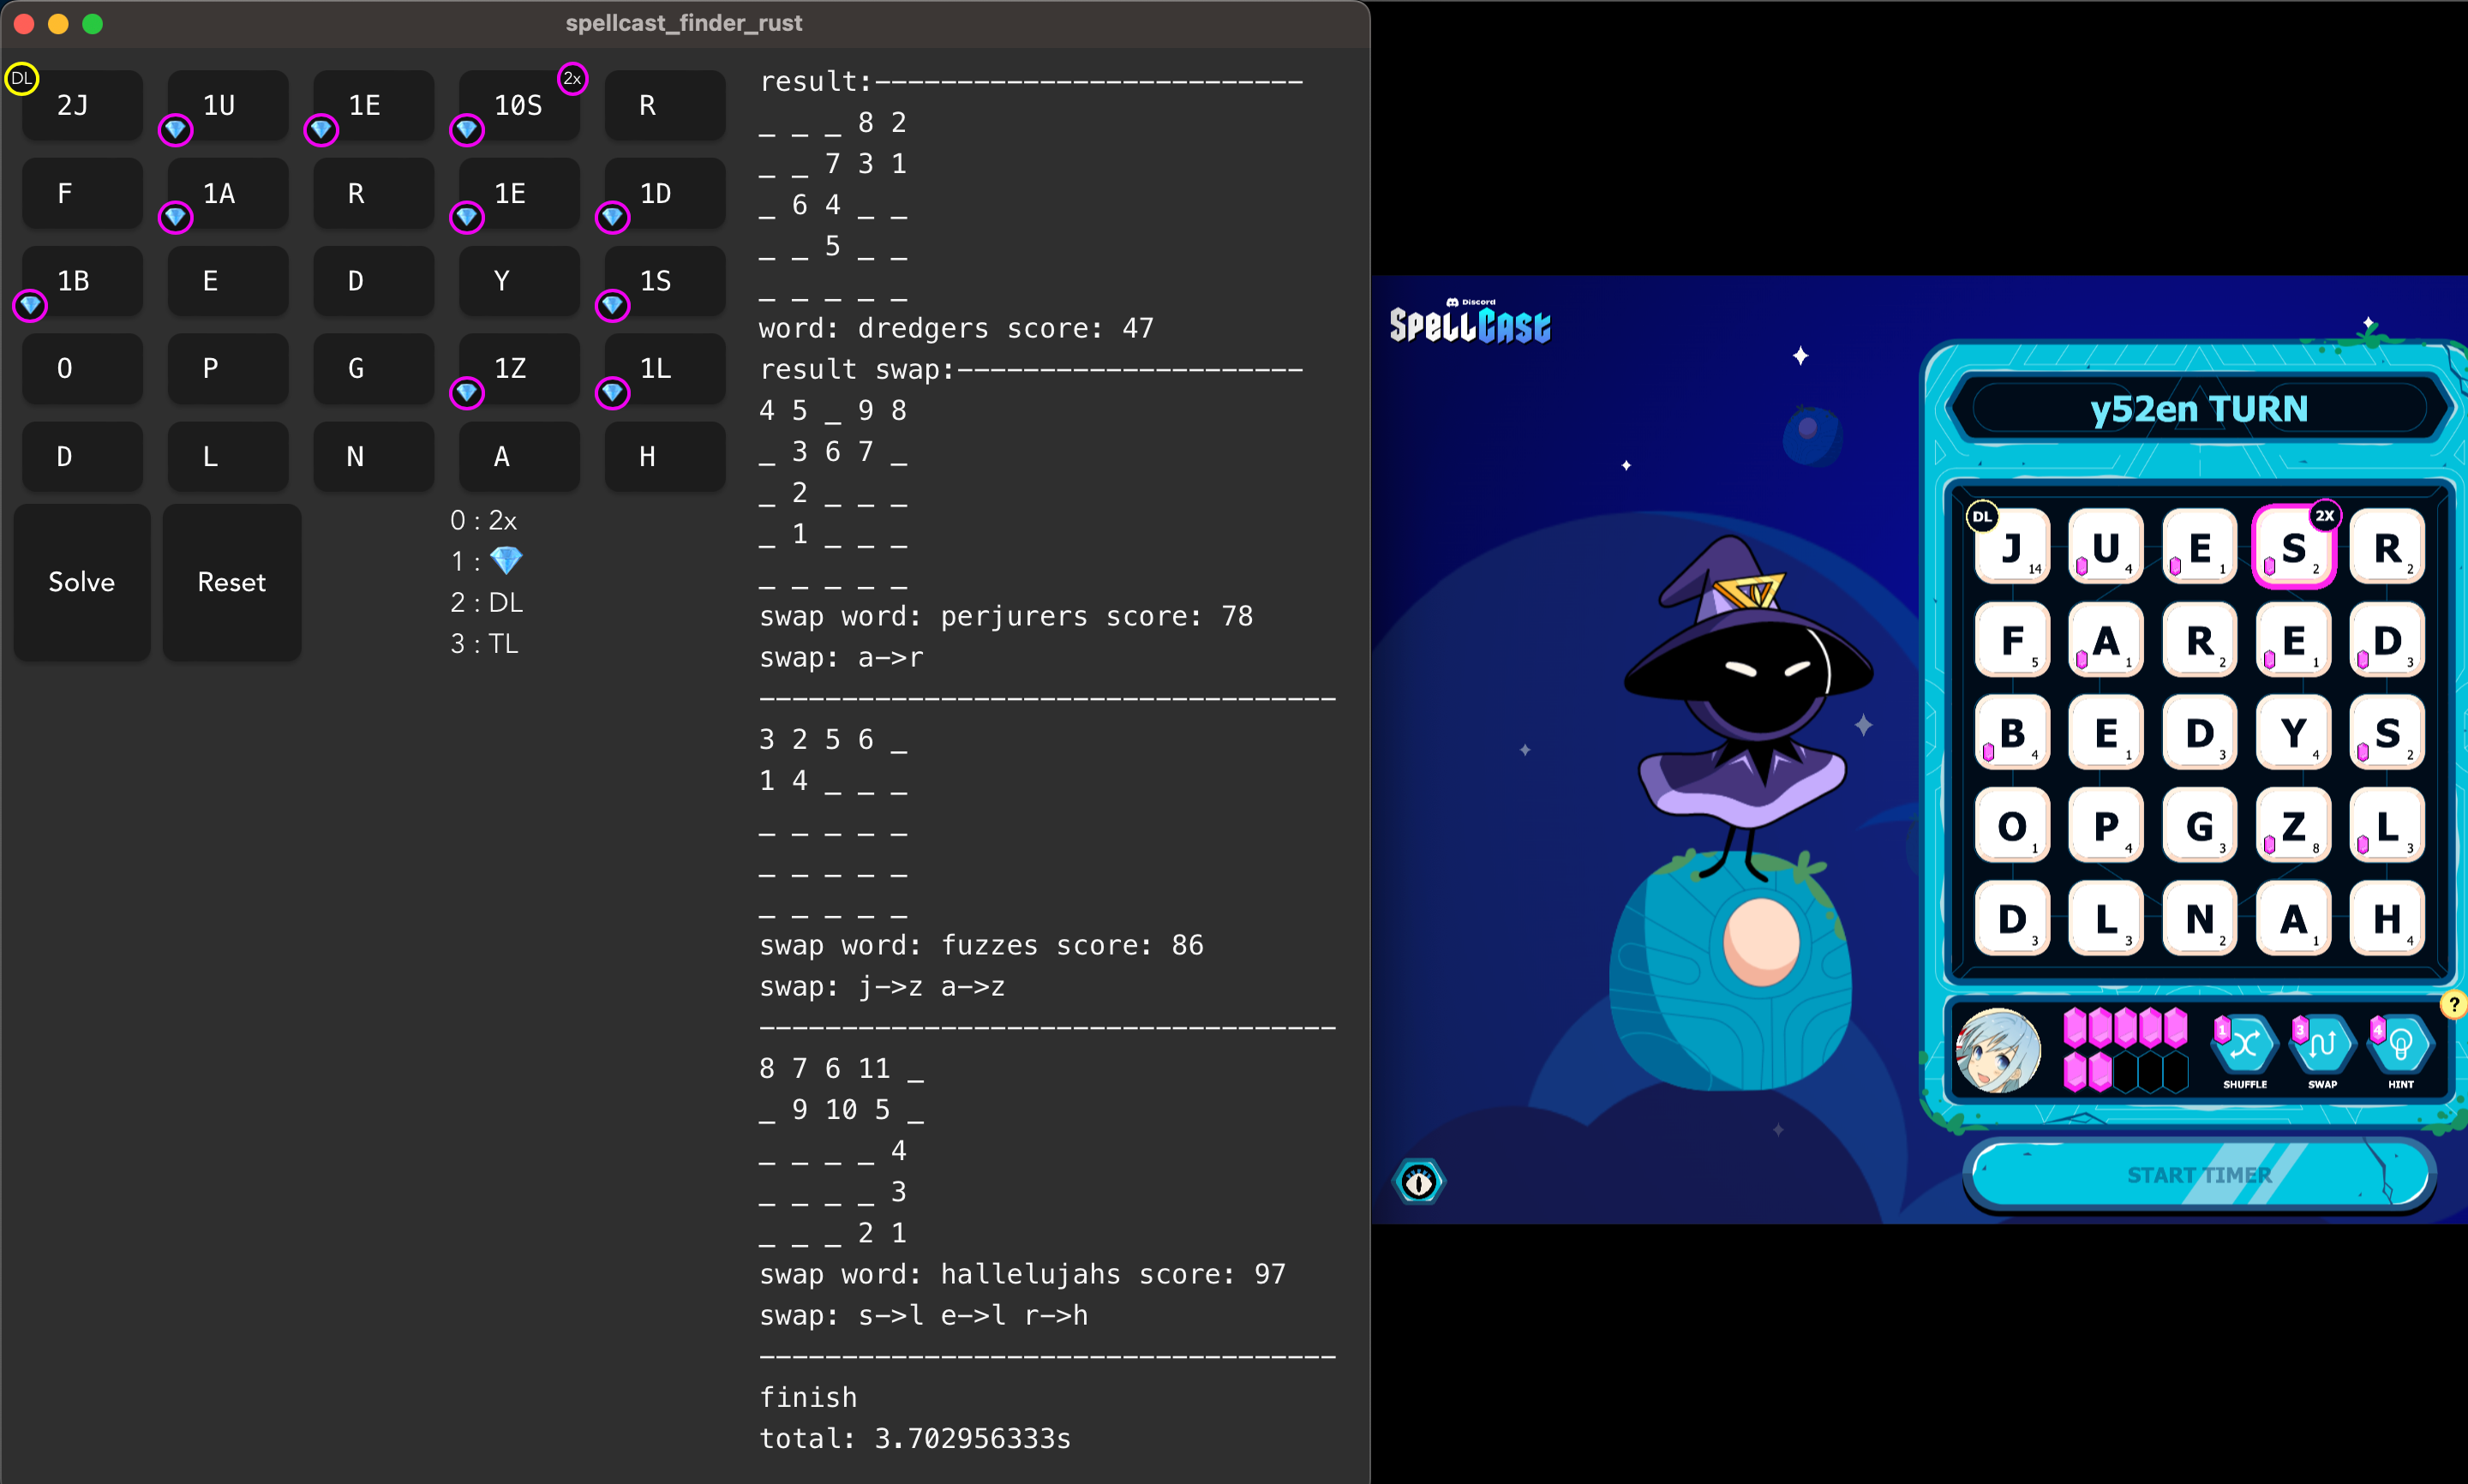 spellcast_finder_rust
DL 2x
2J 1U 1E 10S R
F 1A R 1E 1D
1B E D Y 1S
O P G 1Z 1L
D L N A H
Solve Reset
0 : 2x
1 : 💎
2 : DL
3 : TL
result:--------------------------
_ _ _ 8 2
_ _ 7 3 1
_ 6 4 _ _
_ _ 5 _ _
_ _ _ _ _
word: dredgers score: 47
result swap:---------------------
4 5 _ 9 8
_ 3 6 7 _
_ 2 _ _ _
_ 1 _ _ _
_ _ _ _ _
swap word: perjurers score: 78
swap: a->r
-----------------------------------
3 2 5 6 _
1 4 _ _ _
_ _ _ _ _
_ _ _ _ _
_ _ _ _ _
swap word: fuzzes score: 86
swap: j->z a->z
-----------------------------------
8 7 6 11 _
_ 9 10 5 _
_ _ _ _ 4
_ _ _ _ 3
_ _ _ 2 1
swap word: hallelujahs score: 97
swap: s->l e->l r->h
-----------------------------------
finish
total: 3.702956333s
Discord
SpellCast
y52en TURN
DL 2X
J 14 U 4 E 1 S 2 R 2
F 5 A 1 R 2 E 1 D 3
B 4 E 1 D 3 Y 4 S 2
O 1 P 4 G 3 Z 8 L 3
D 3 L 3 N 2 A 1 H 4
?
1 3 4
SHUFFLE SWAP HINT
START TIMER